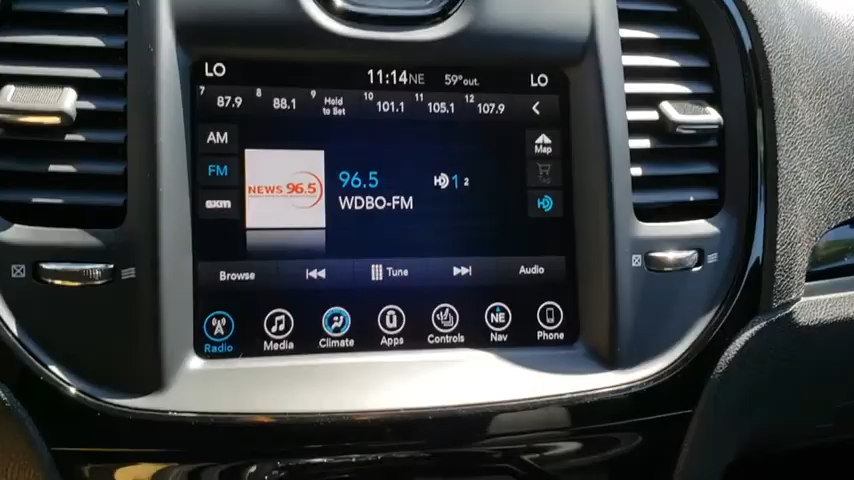 LO 11:14 NE 59°out. LO
7 87.9 8 88.1 9 Hold to Set 10 101.1 11 105.1 12 107.9
AM
Map
FM
NEWS 96.5
96.5
HD 1 2
WDBO-FM
sxm
HD
Browse Tune Audio
NE
Radio Media Climate Apps Controls Nav Phone